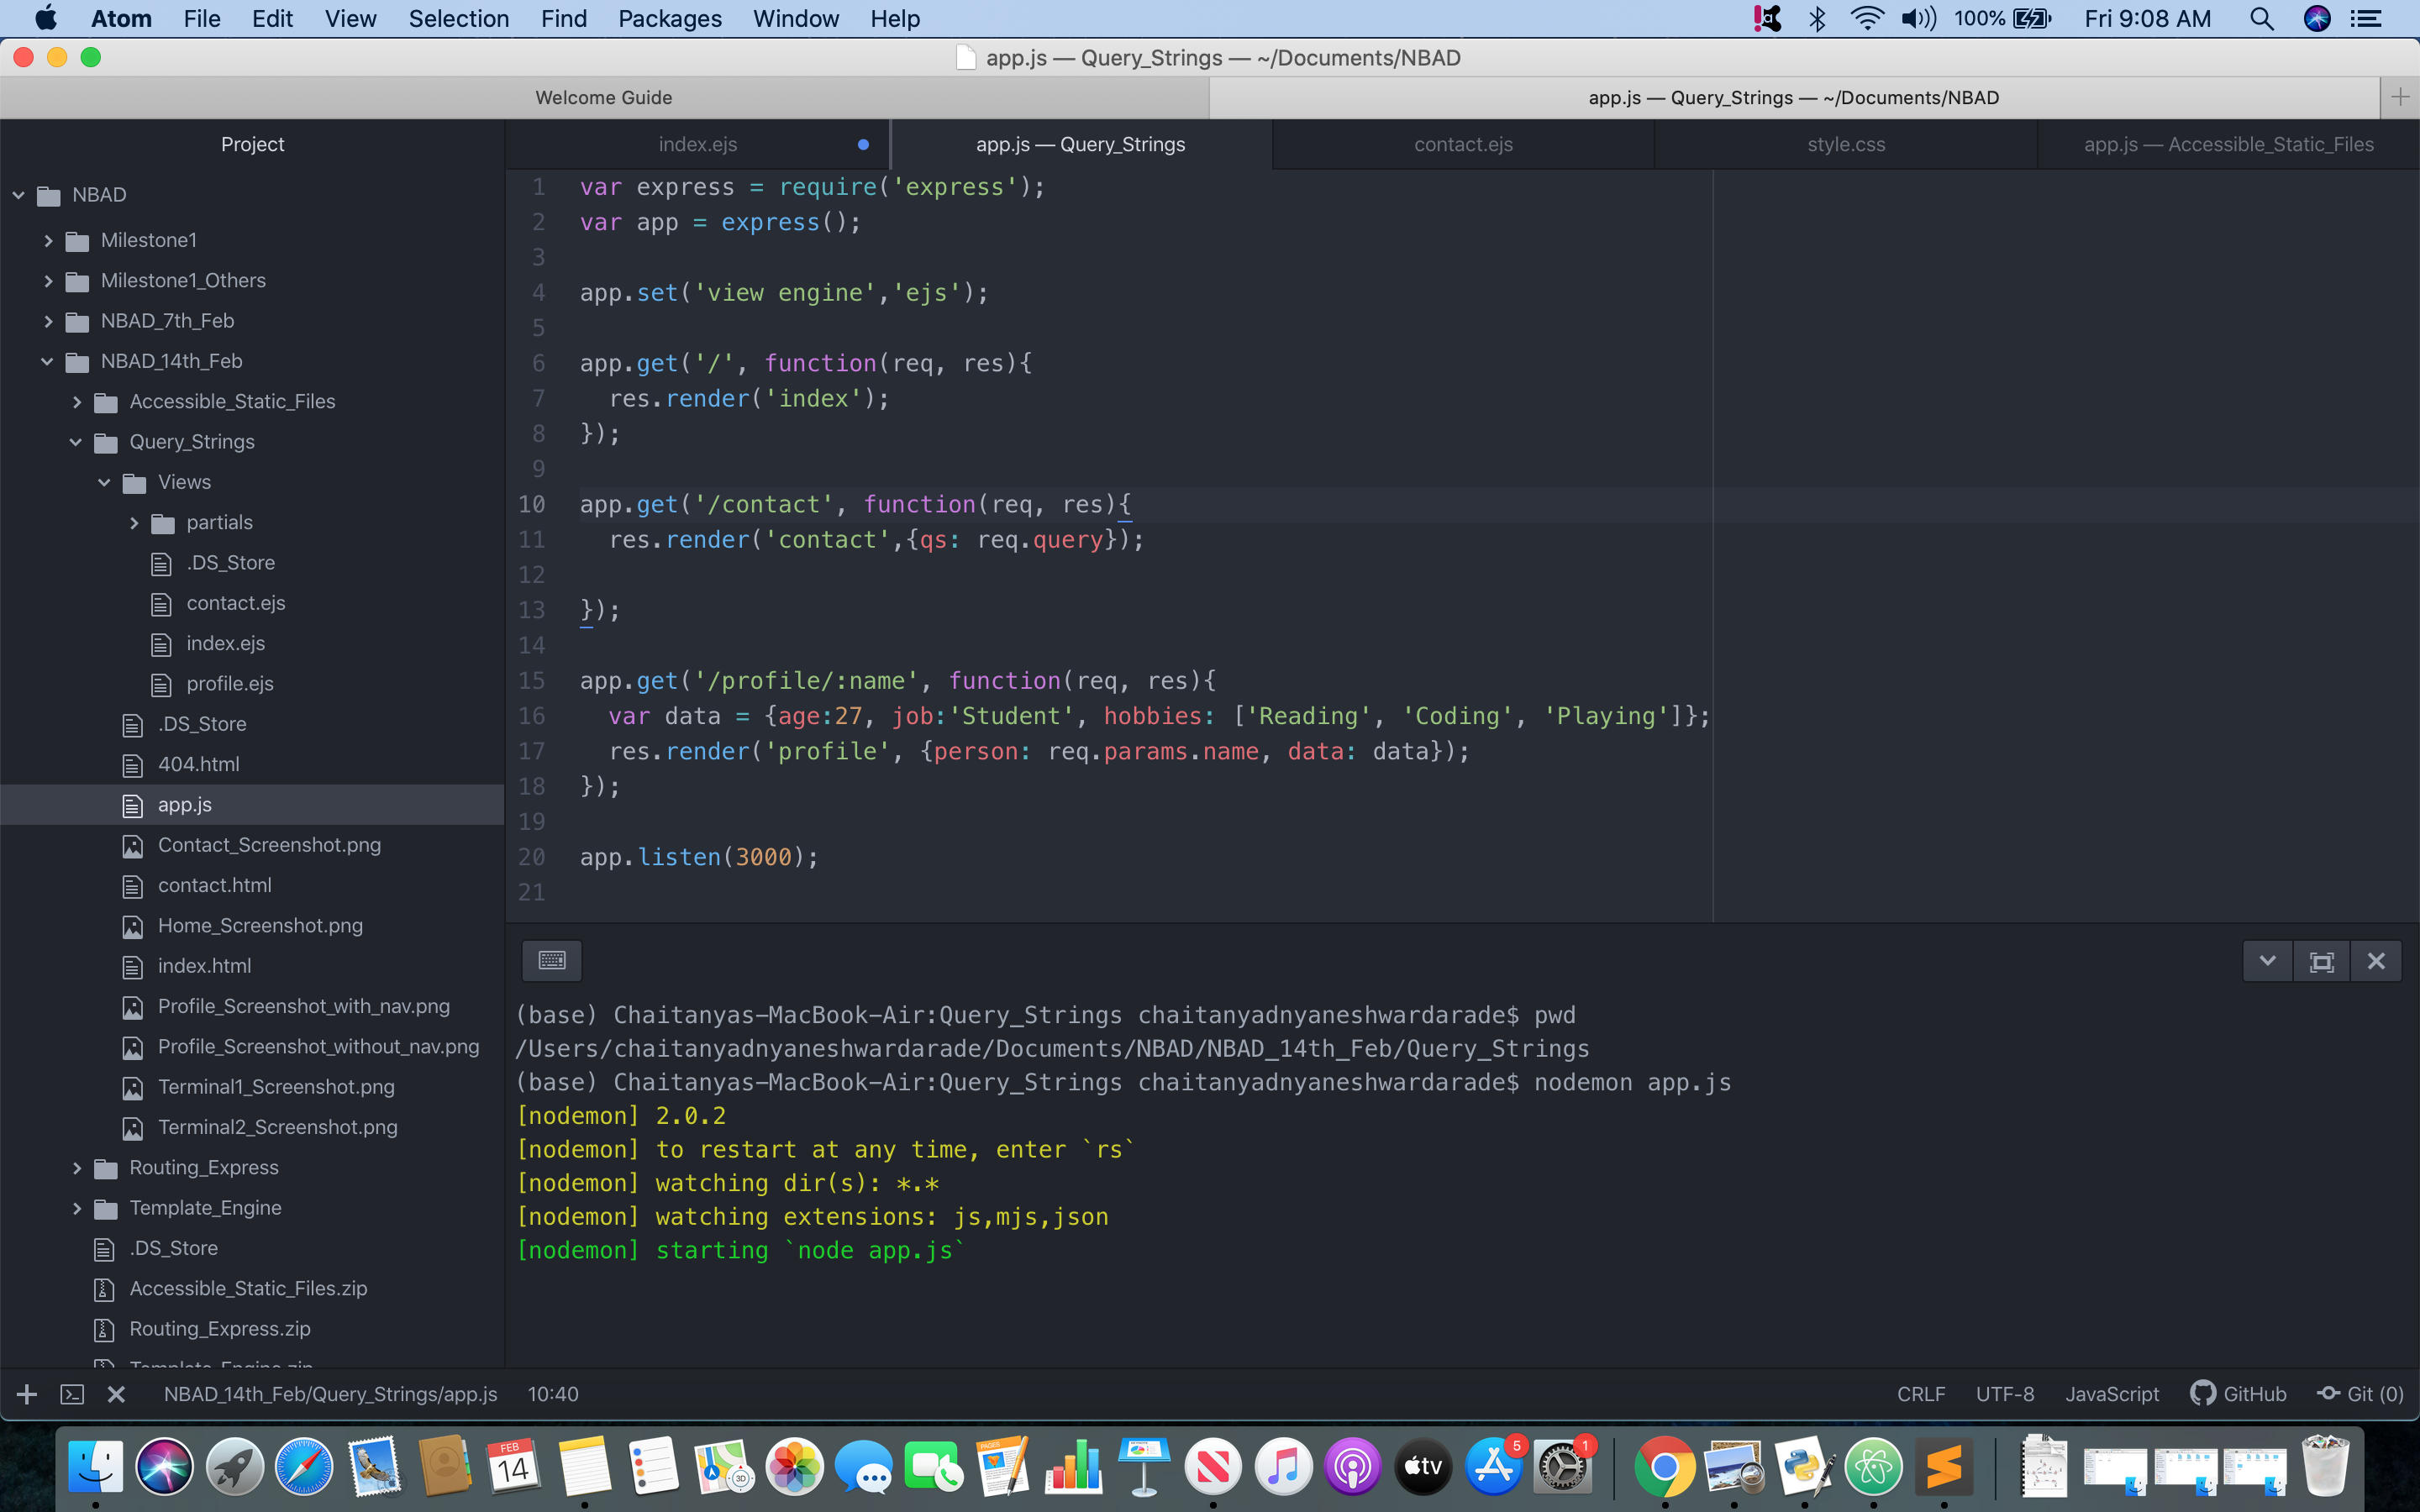 Atom File Edit View Selection Find Packages Window Help 100% Fri 9:08 AM
app.js — Query_Strings — ~/Documents/NBAD
Welcome Guide
app.js — Query_Strings — ~/Documents/NBAD
Project
index.ejs
app.js — Query_Strings
contact.ejs
style.css
app.js — Accessible_Static_Files
NBAD
Milestone1
Milestone1_Others
NBAD_7th_Feb
NBAD_14th_Feb
Accessible_Static_Files
Query_Strings
Views
partials
.DS_Store
contact.ejs
index.ejs
profile.ejs
.DS_Store
404.html
app.js
Contact_Screenshot.png
contact.html
Home_Screenshot.png
index.html
Profile_Screenshot_with_nav.png
Profile_Screenshot_without_nav.png
Terminal1_Screenshot.png
Terminal2_Screenshot.png
Routing_Express
Template_Engine
.DS_Store
Accessible_Static_Files.zip
Routing_Express.zip
Template_Engine.zip
1 var express = require('express');
2 var app = express();
3
4 app.set('view engine','ejs');
5
6 app.get('/', function(req, res){
7 res.render('index');
8 });
9
10 app.get('/contact', function(req, res){
11 res.render('contact',{qs: req.query});
12
13 });
14
15 app.get('/profile/:name', function(req, res){
16 var data = {age:27, job:'Student', hobbies: ['Reading', 'Coding', 'Playing']};
17 res.render('profile', {person: req.params.name, data: data});
18 });
19
20 app.listen(3000);
21
(base) Chaitanyas-MacBook-Air:Query_Strings chaitanyadnyaneshwardarade$ pwd
/Users/chaitanyadnyaneshwardarade/Documents/NBAD/NBAD_14th_Feb/Query_Strings
(base) Chaitanyas-MacBook-Air:Query_Strings chaitanyadnyaneshwardarade$ nodemon app.js
[nodemon] 2.0.2
[nodemon] to restart at any time, enter `rs`
[nodemon] watching dir(s): *.*
[nodemon] watching extensions: js,mjs,json
[nodemon] starting `node app.js`
NBAD_14th_Feb/Query_Strings/app.js 10:40 CRLF UTF-8 JavaScript GitHub Git (0)
FEB
14
3D
PAGES
tv
5
1